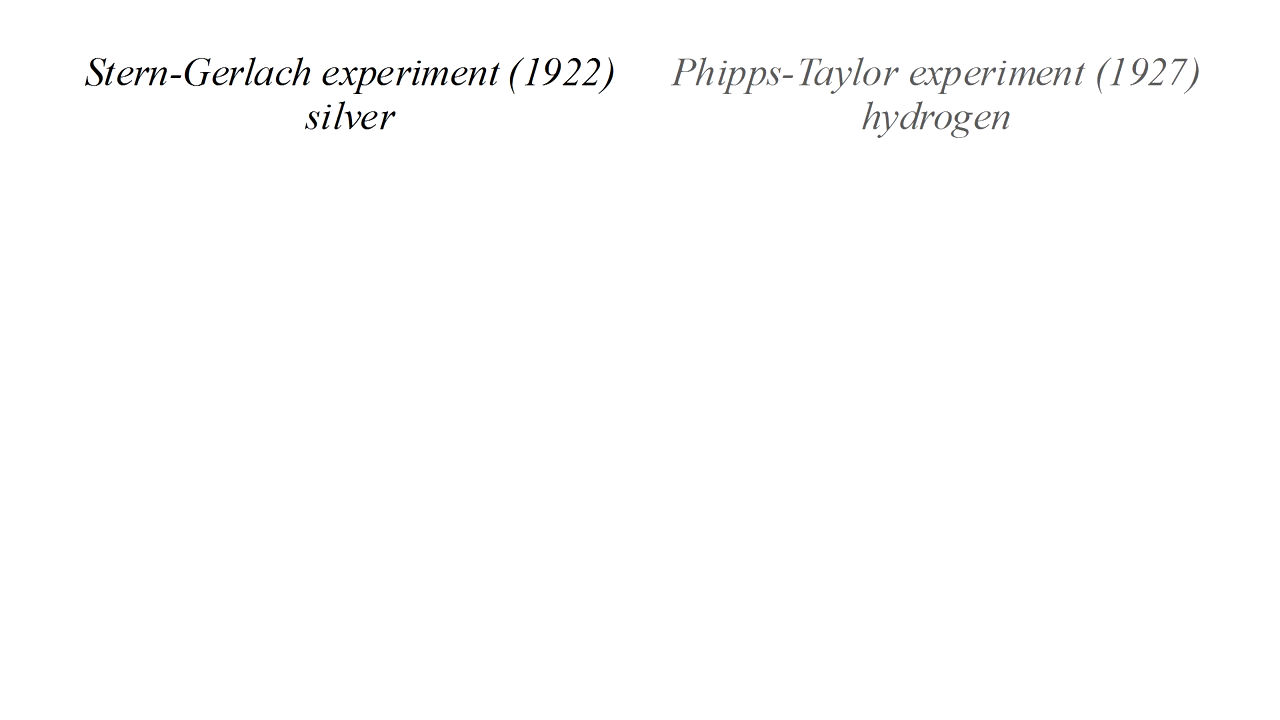 Stern-Gerlach experiment (1922)
silver
Phipps-Taylor experiment (1927)
hydrogen